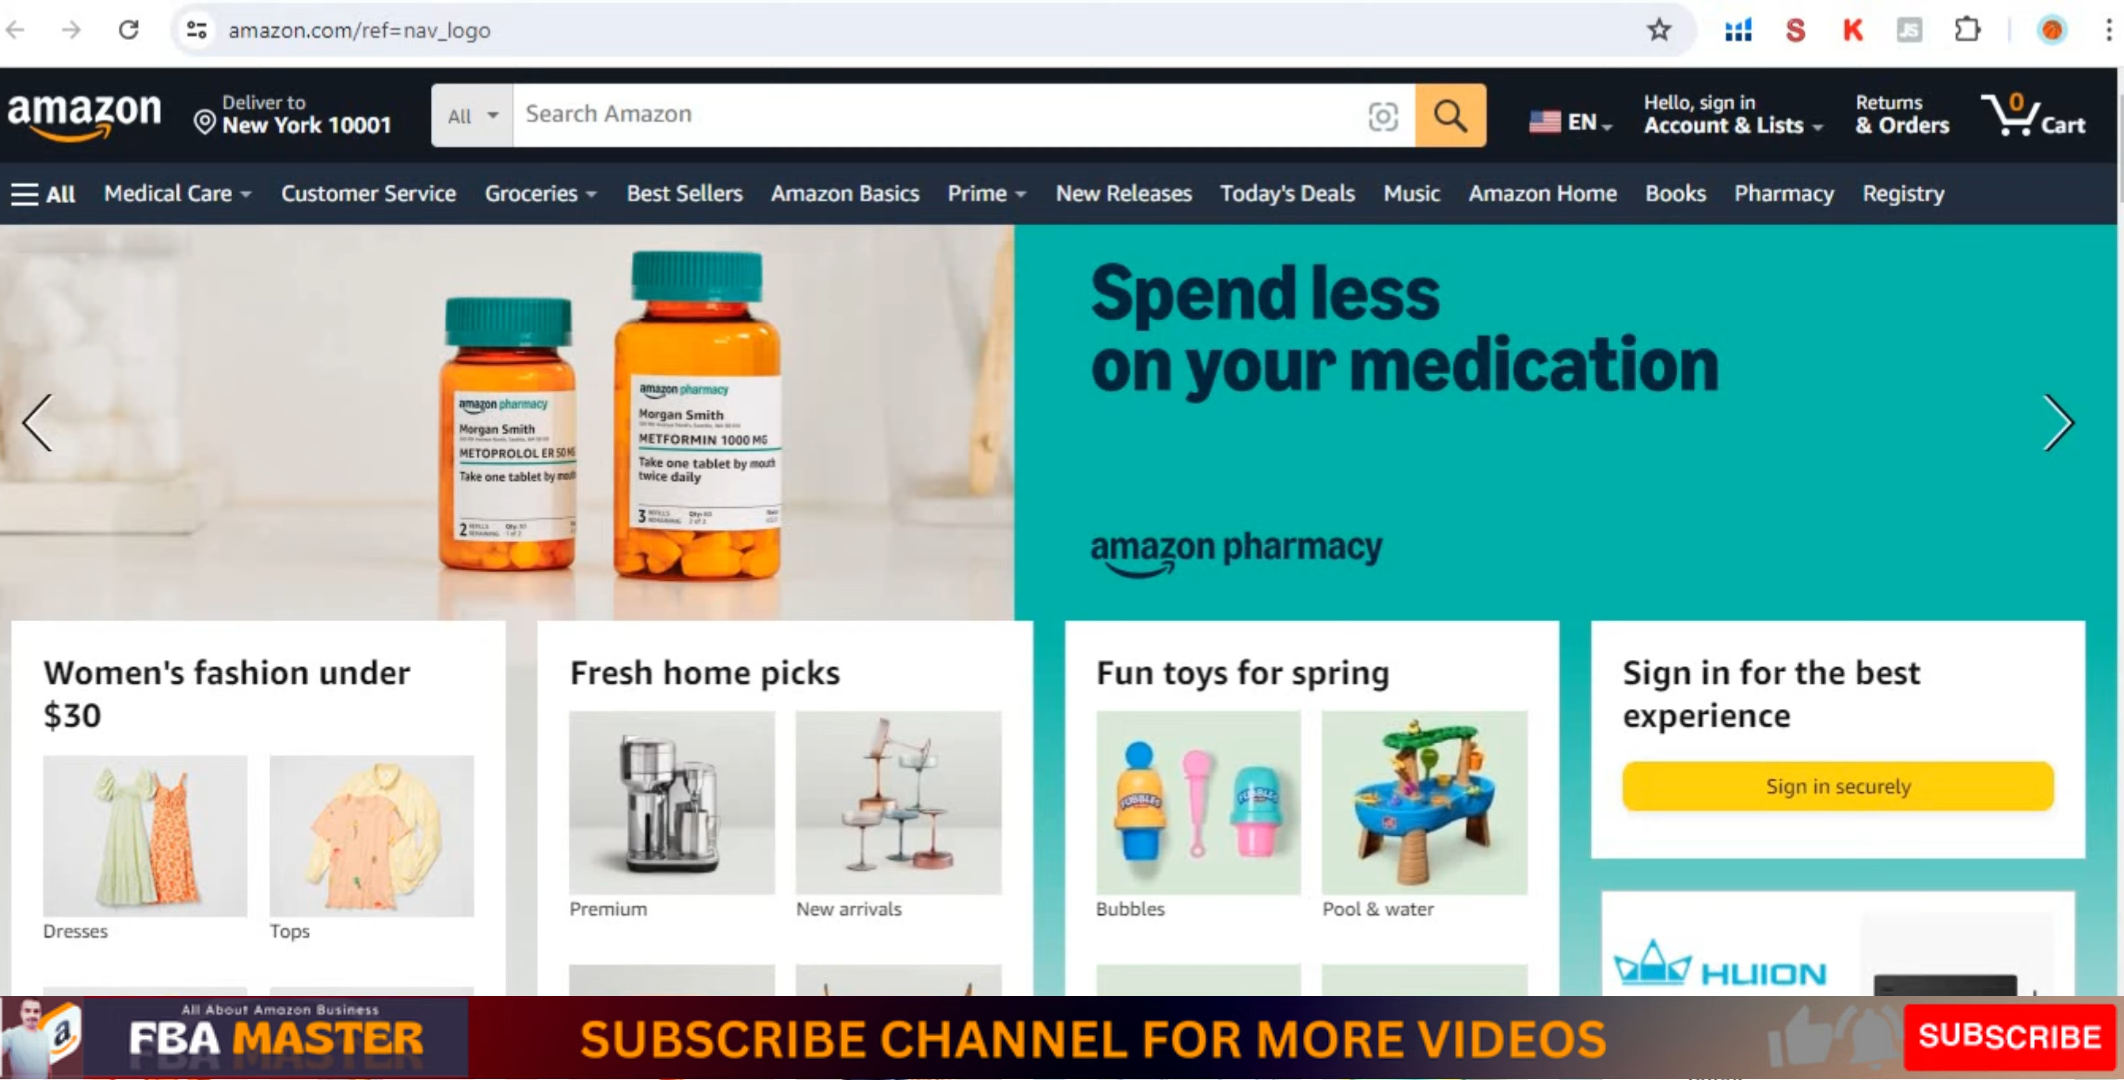 amazon.com/ref=nav_logo
amazon
Deliver to
New York 10001
All
Search Amazon
EN
Hello, sign in
Account & Lists
Returns
& Orders
0
Cart
All
Medical Care
Customer Service
Groceries
Best Sellers
Amazon Basics
Prime
New Releases
Today's Deals
Music
Amazon Home
Books
Pharmacy
Registry
amazon pharmacy
Morgan Smith
METOPROLOL ER 50 MG
Take one tablet by mouth
2
amazon pharmacy
Morgan Smith
METFORMIN 1000 MG
Take one tablet by mouth
twice daily
3
Spend less
on your medication
amazon pharmacy
Women's fashion under
$30
Dresses
Tops
Fresh home picks
Premium
New arrivals
Fun toys for spring
FUBBLES
FUBBLES
Bubbles
Pool & water
Sign in for the best
experience
Sign in securely
HUION
All About Amazon Business
FBA MASTER
SUBSCRIBE CHANNEL FOR MORE VIDEOS
SUBSCRIBE